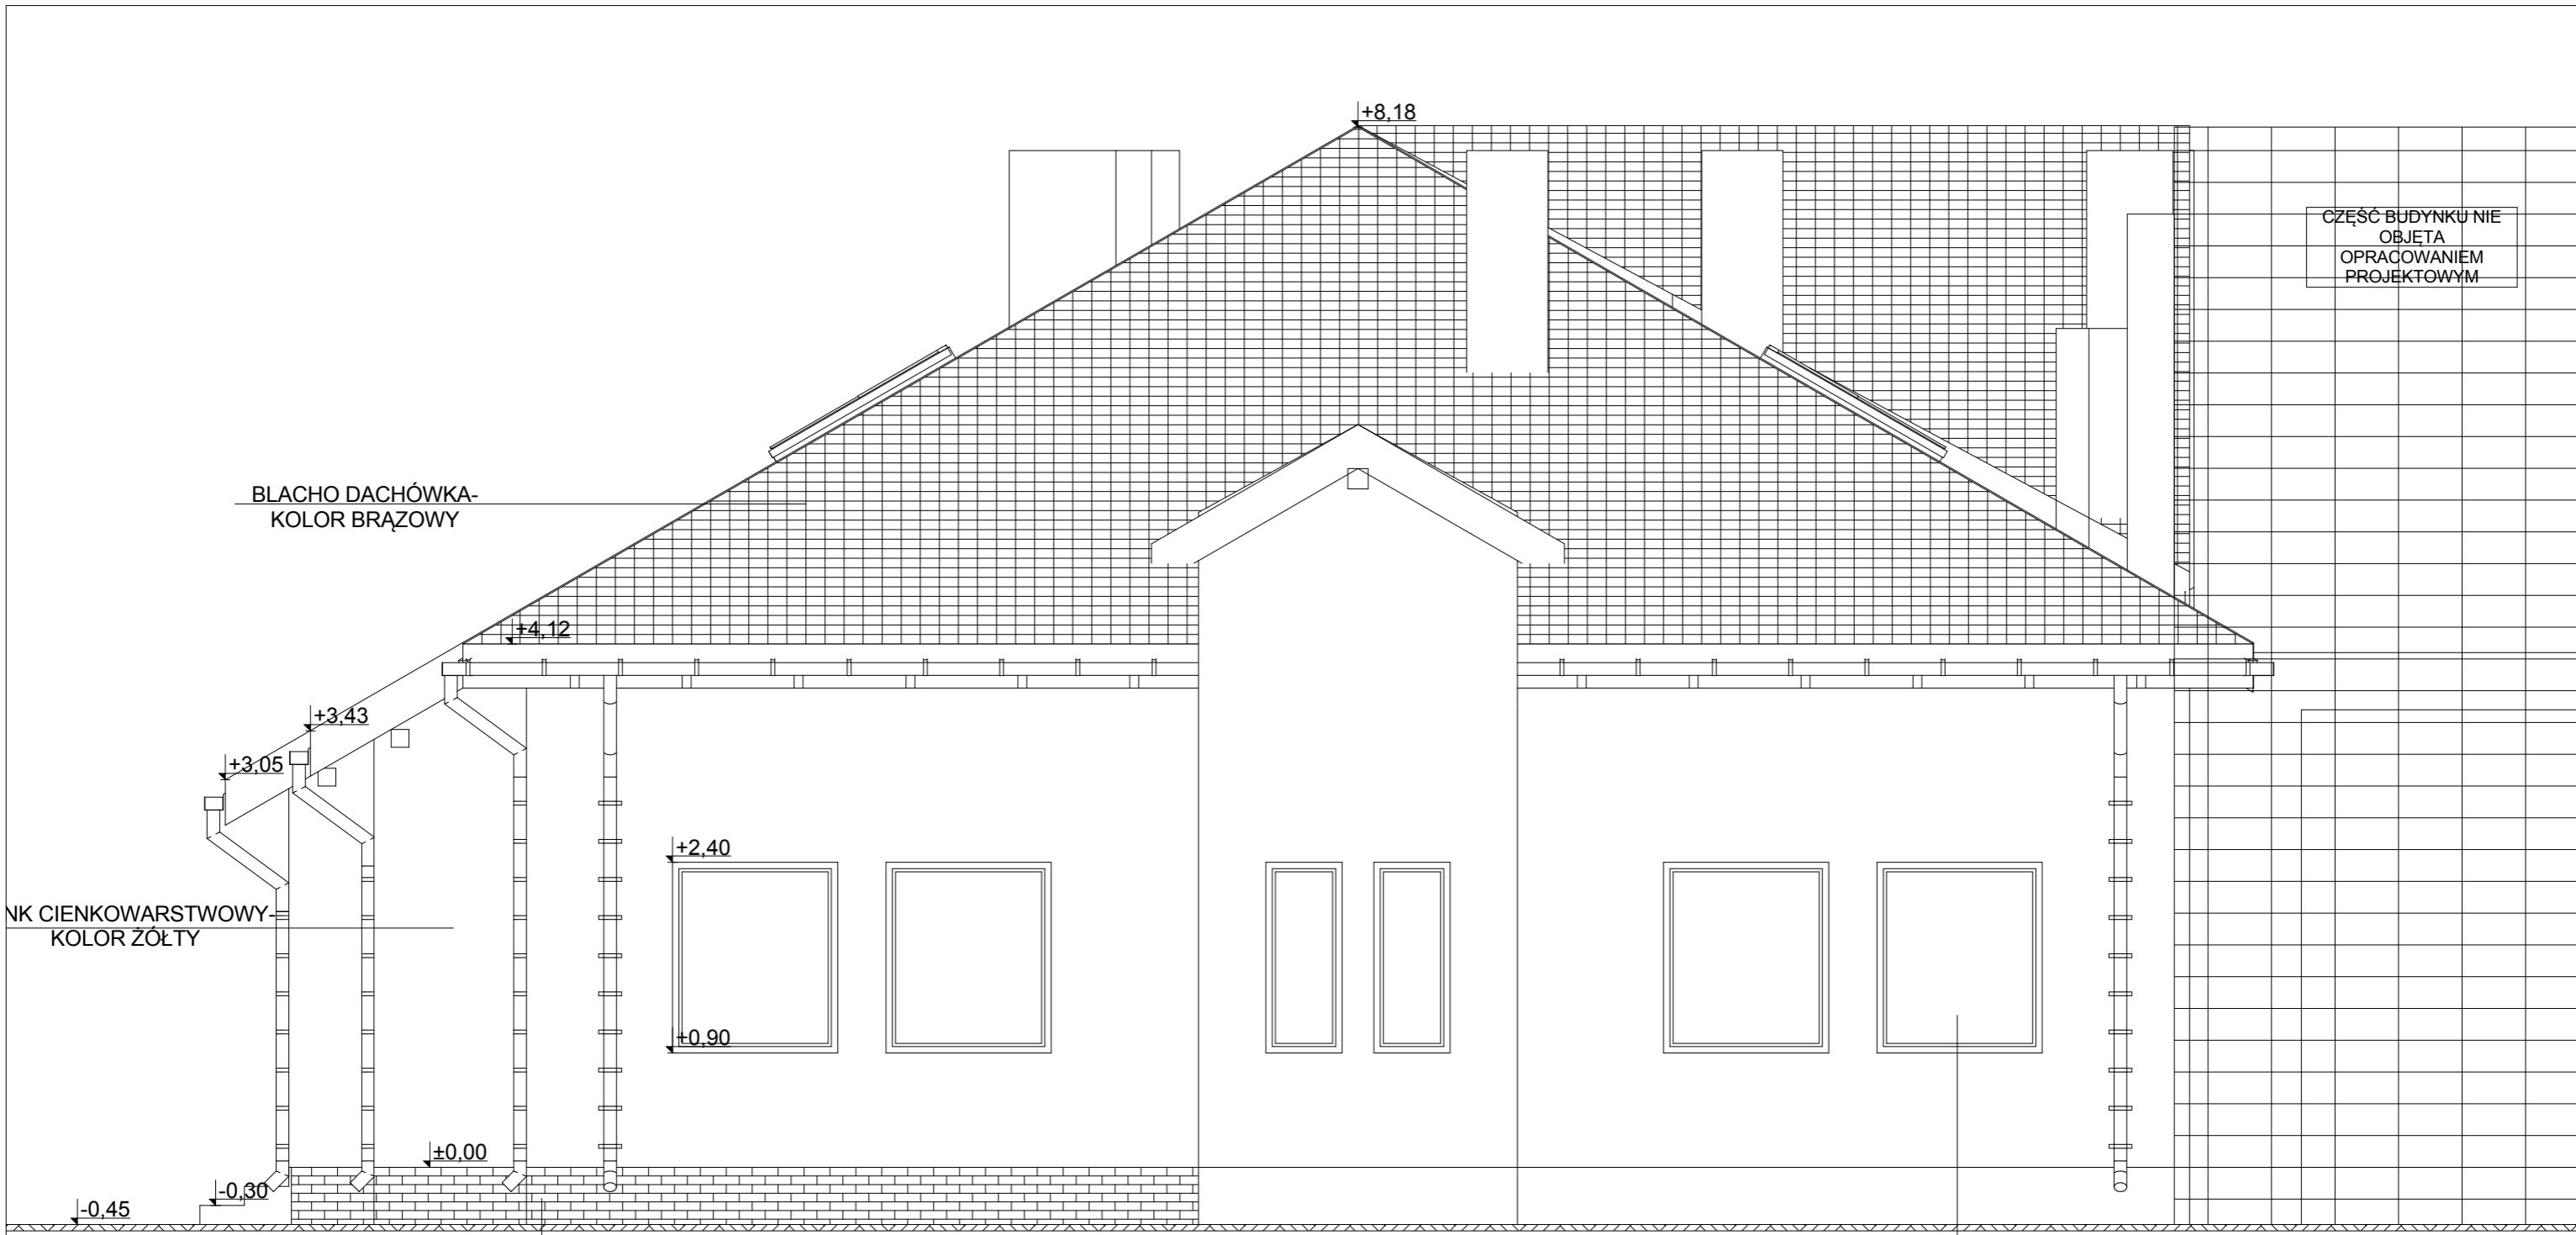 +8,18
CZĘŚĆ BUDYNKU NIE
OBJĘTA
OPRACOWANIEM
PROJEKTOWYM
BLACHO DACHÓWKA-
KOLOR BRĄZOWY
+4,12
+3,43
+3,05
+2,40
NK CIENKOWARSTWOWY-
KOLOR ŻÓŁTY
+0,90
±0,00
-0,30
-0,45